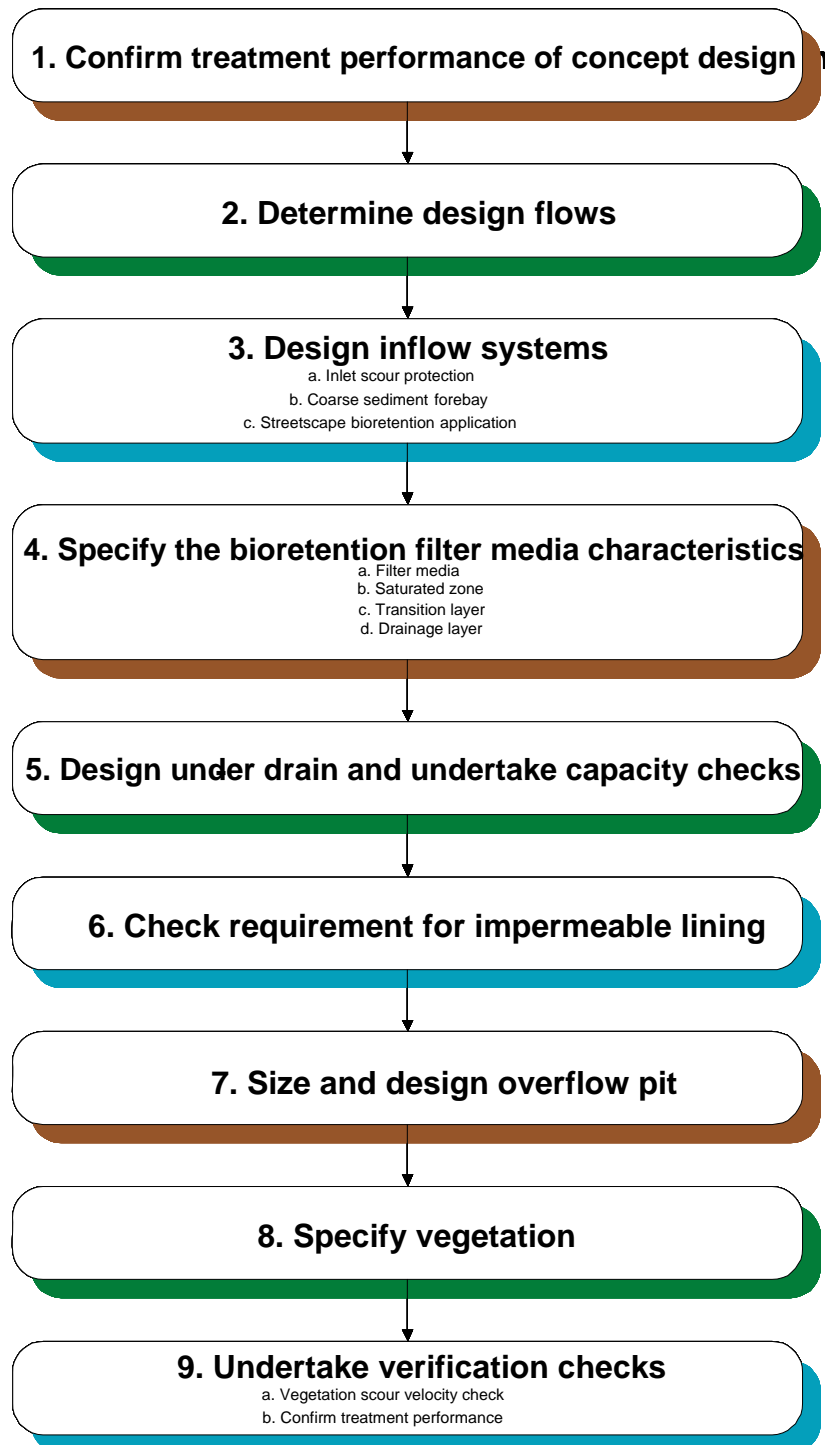 1. Confirm treatment performance of concept design
2. Determine design flows
3. Design inflow systems
a. Inlet scour protection
b. Coarse sediment forebay
c. Streetscape bioretention application
4. Specify the bioretention filter media characteristics
a. Filter media
b. Saturated zone
c. Transition layer
d. Drainage layer
5. Design under drain and undertake capacity checks
6. Check requirement for impermeable lining
7. Size and design overflow pit
8. Specify vegetation
9. Undertake verification checks
a. Vegetation scour velocity check
b. Confirm treatment performance